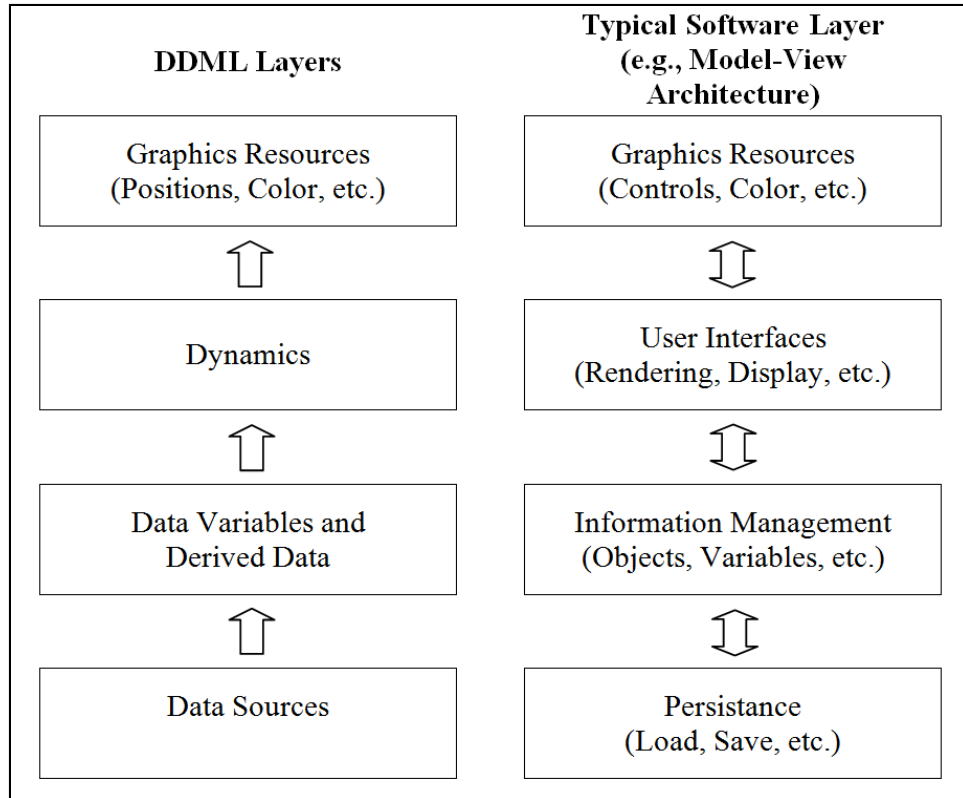 DDML Layers
Graphics Resources
(Positions, Color, etc.)
Dynamics
Data Variables and
Derived Data
Data Sources
Typical Software Layer
(e.g., Model-View
Architecture)
Graphics Resources
(Controls, Color, etc.)
User Interfaces
(Rendering, Display, etc.)
Information Management
(Objects, Variables, etc.)
Persistance
(Load, Save, etc.)